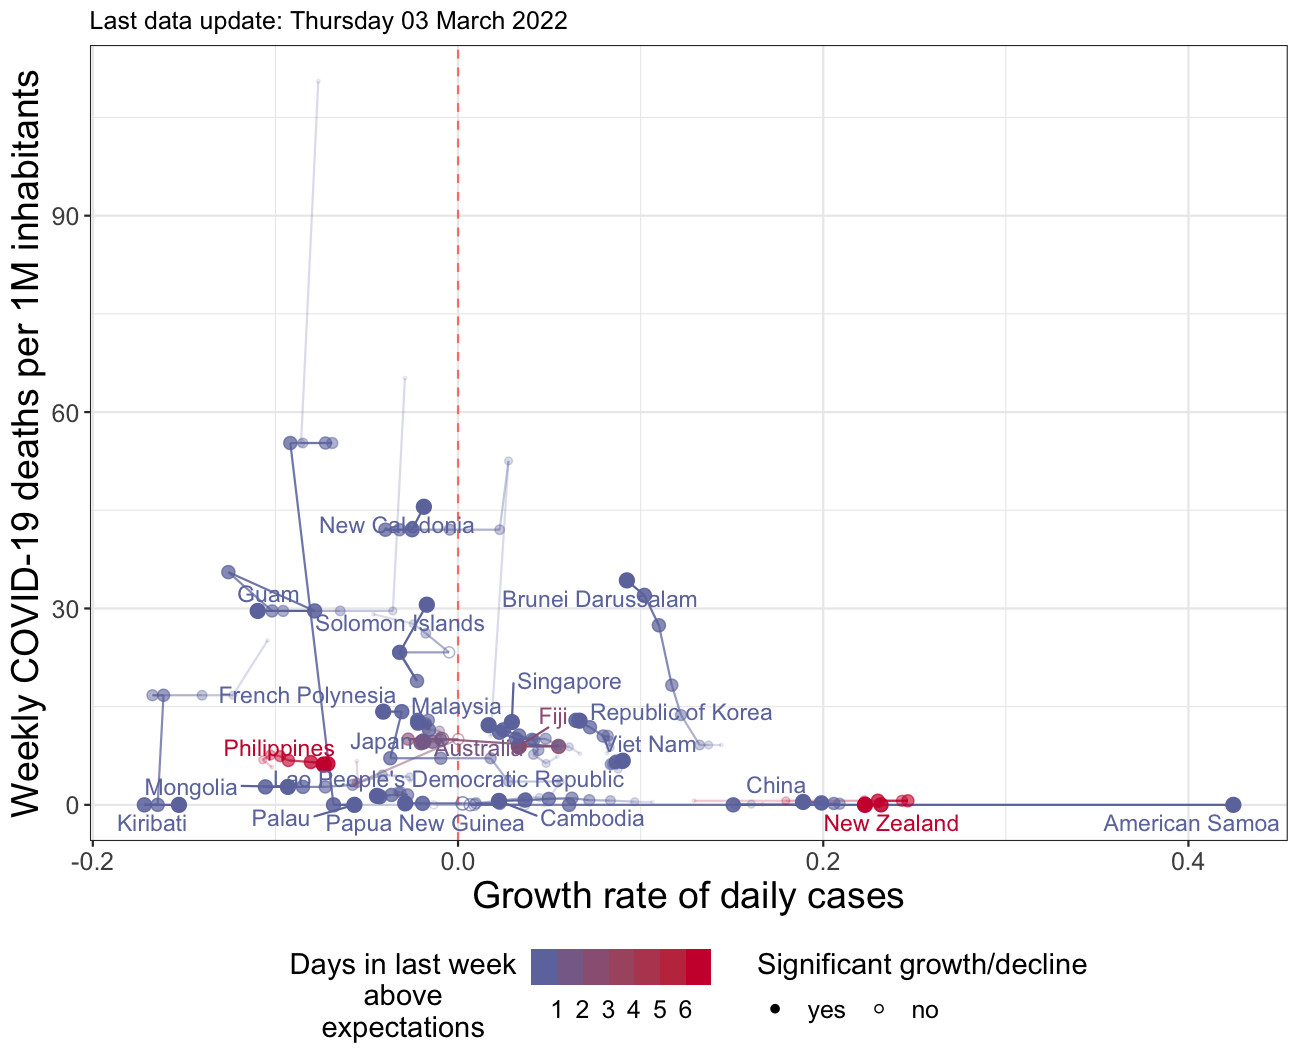 Last data update: Thursday 03 March 2022
Weekly COVID-19 deaths per 1M inhabitants
90
60
30
0
New Caledonia
Guam
Brunei Darussalam
Solomon Islands
Singapore
French Polynesia
Malaysia
Fiji
Republic of Korea
Philippines
Japan
Australia
Viet Nam
Lao People's Democratic Republic
Mongolia
China
Kiribati
Palau
Papua New Guinea
Cambodia
New Zealand
American Samoa
-0.2
0.0
0.2
0.4
Growth rate of daily cases
Days in last week
above
expectations
1 2 3 4 5 6
Significant growth/decline
yes
no